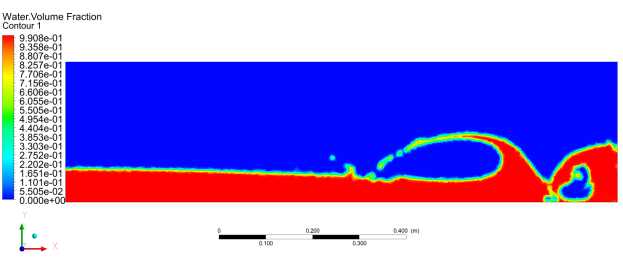 Water.Volume Fraction
Contour 1
9.908e-01
9.358e-01
8.807e-01
8.257e-01
7.706e-01
7.156e-01
6.606e-01
6.055e-01
5.505e-01
4.954e-01
4.404e-01
3.853e-01
3.303e-01
2.752e-01
2.202e-01
1.651e-01
1.101e-01
5.505e-02
0.000e+00
Y
Z
X
0 0.200 0.400 (m)
0.100 0.300